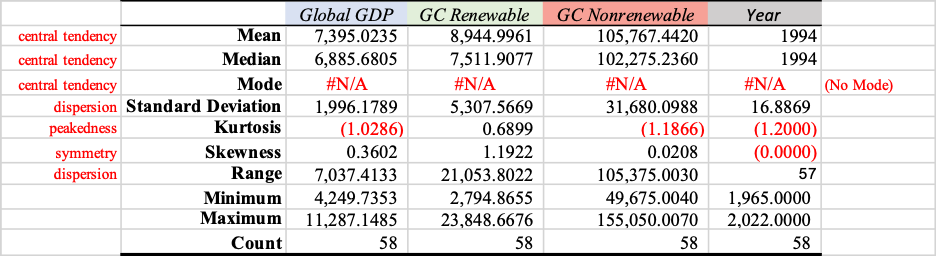 Global GDP GC Renewable GC Nonrenewable Year
central tendency Mean 7,395.0235 8,944.9961 105,767.4420 1994
central tendency Median 6,885.6805 7,511.9077 102,275.2360 1994
central tendency Mode #N/A #N/A #N/A #N/A (No Mode)
dispersion Standard Deviation 1,996.1789 5,307.5669 31,680.0988 16.8869
peakedness Kurtosis (1.0286) 0.6899 (1.1866) (1.2000)
symmetry Skewness 0.3602 1.1922 0.0208 (0.0000)
dispersion Range 7,037.4133 21,053.8022 105,375.0030 57
Minimum 4,249.7353 2,794.8655 49,675.0040 1,965.0000
Maximum 11,287.1485 23,848.6676 155,050.0070 2,022.0000
Count 58 58 58 58